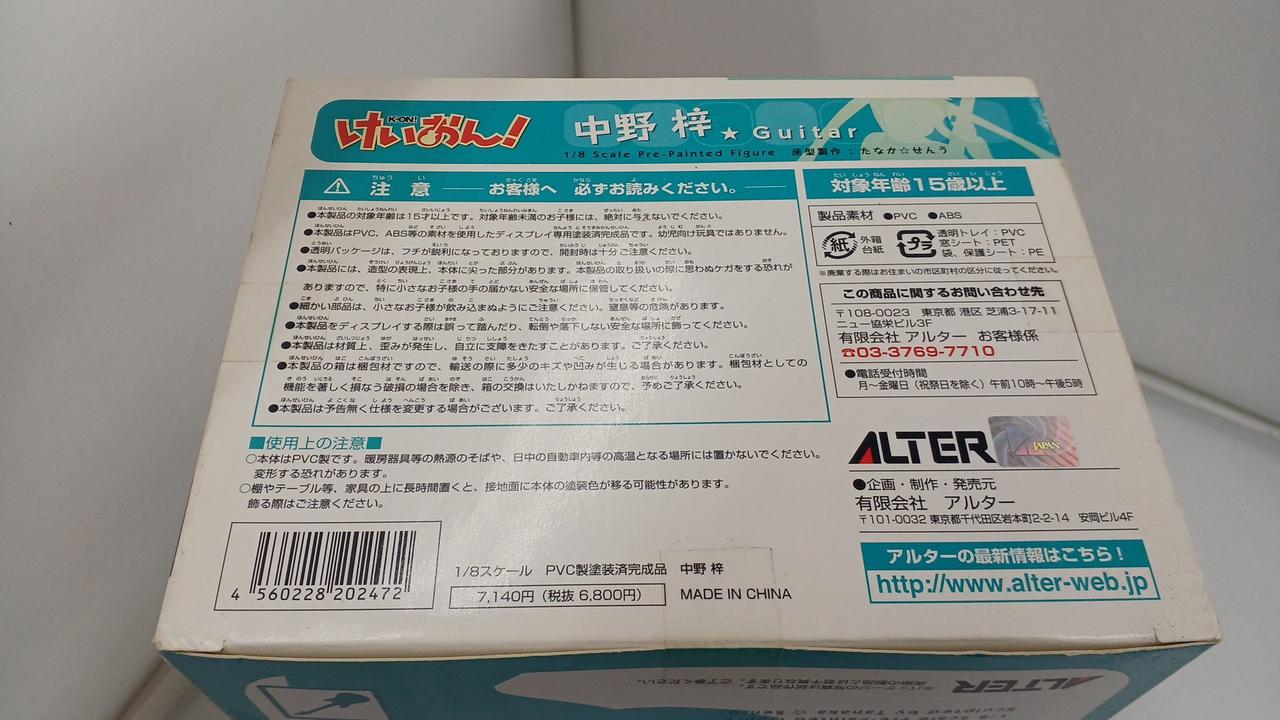 けいおん！
K-ON!
中野 梓 ★ Guitar
1/8 Scale Pre-Painted Figure 原型製作：たなか☆せんう
⚠ 注意 お客様へ 必ずお読みください。
●本製品の対象年齢は15才以上です。対象年齢未満のお子様には、絶対に与えないでください。
●本製品はPVC、ABS等の素材を使用したディスプレイ専用塗装済完成品です。幼児向け玩具ではありません。
●透明パッケージは、フチが鋭利になっておりますので、開封時は十分ご注意ください。
●本製品には、造型の表現上、本体に尖った部分があります。本製品の取り扱いの際に思わぬケガをする恐れが
ありますので、特に小さなお子様の手の届かない安全な場所に保管してください。
●細かい部品は、小さなお子様が飲み込まぬようにご注意ください。窒息等の危険があります。
●本製品をディスプレイする際は誤って踏んだり、転倒や落下しない安全な場所に飾ってください。
●本製品は材質上、歪みが発生し、自立に支障をきたすことがあります。ご了承ください。
●本製品の箱は梱包材ですので、輸送の際に多少のキズや凹みが生じる場合があります。梱包材としての
機能を著しく損なう破損の場合を除き、箱の交換はいたしかねますので、予めご了承ください。
●本製品は予告無く仕様を変更する場合がございます。ご了承ください。
■使用上の注意■
○本体はPVC製です。暖房器具等の熱源のそばや、日中の自動車内等の高温となる場所には置かないでください。
変形する恐れがあります。
○棚やテーブル等、家具の上に長時間置くと、接地面に本体の塗装色が移る可能性があります。
飾る際はご注意ください。
4 560228 202472
1/8スケール PVC製塗装済完成品 中野 梓
7,140円（税抜 6,800円） MADE IN CHINA
対象年齢15歳以上
製品素材 ●PVC ●ABS
紙 外箱 台紙
プラ 透明トレイ：PVC
窓シート：PET
袋、保護シート：PE
※廃棄する際はお住まいの市区町村の区分に従ってください。
この商品に関するお問い合わせ先
〒108-0023 東京都 港区 芝浦3-17-11
ニュー協栄ビル3F
有限会社 アルター お客様係
☎03-3769-7710
●電話受付時間
月～金曜日（祝祭日を除く）午前10時～午後5時
ALTER
JAPAN
●企画・制作・発売元
有限会社 アルター
〒101-0032 東京都千代田区岩本町2-2-14 安岡ビル4F
アルターの最新情報はこちら！
http://www.alter-web.jp
ALTER